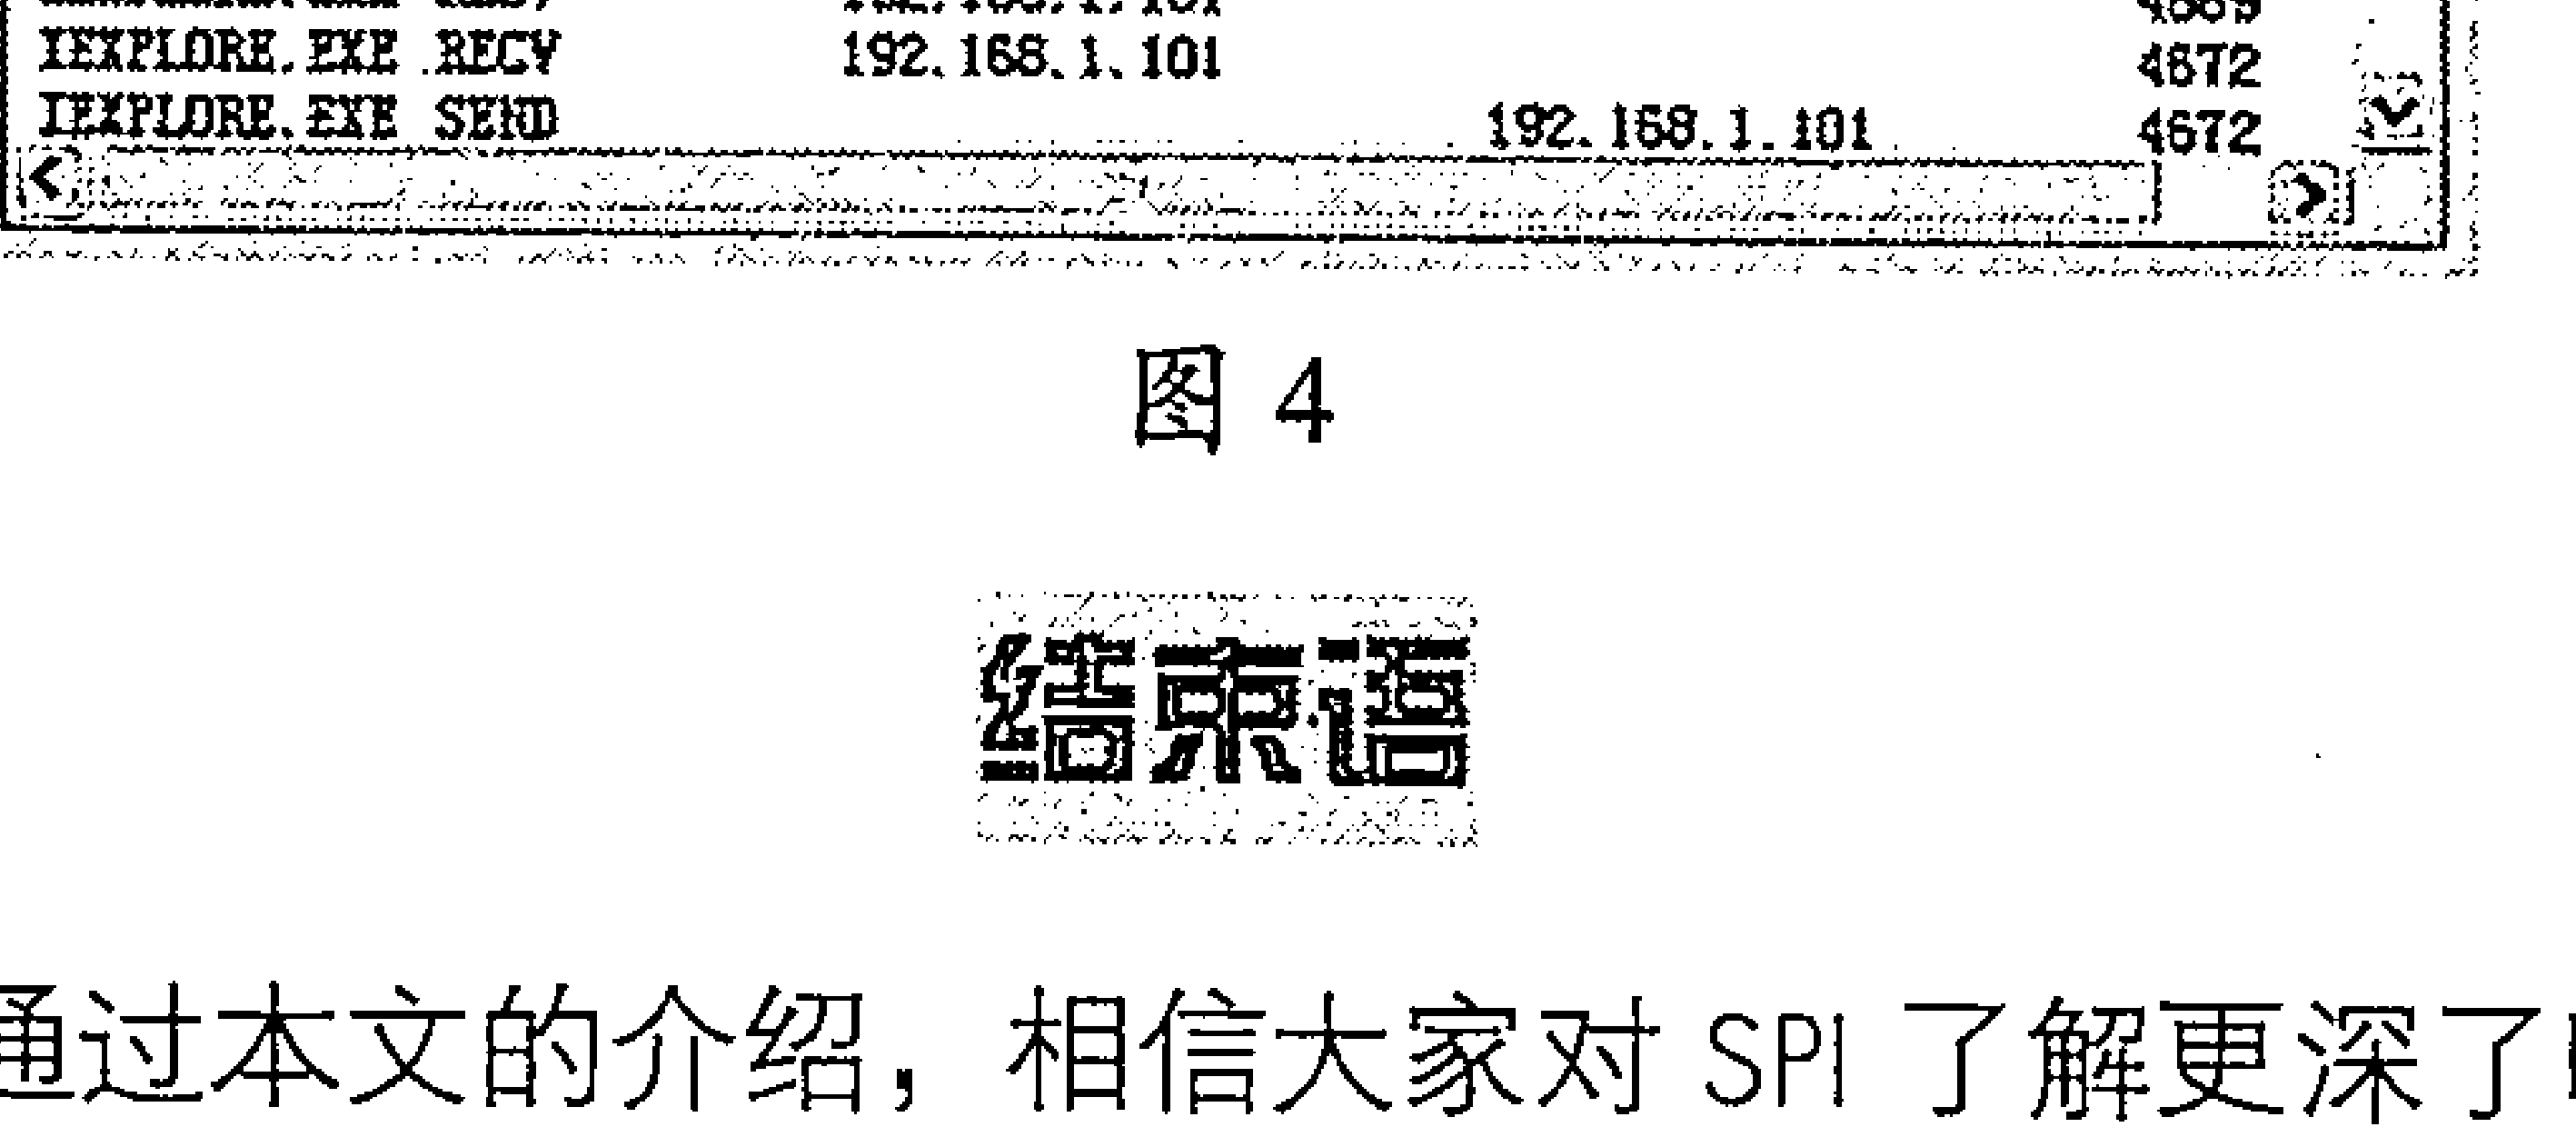 IEXPLORE.EXE RECV 192.168.1.101 4672
IEXPLORE.EXE SEND 192.168.1.101 4672
图 4
结束语
通过本文的介绍，相信大家对 SPI 了解更深了